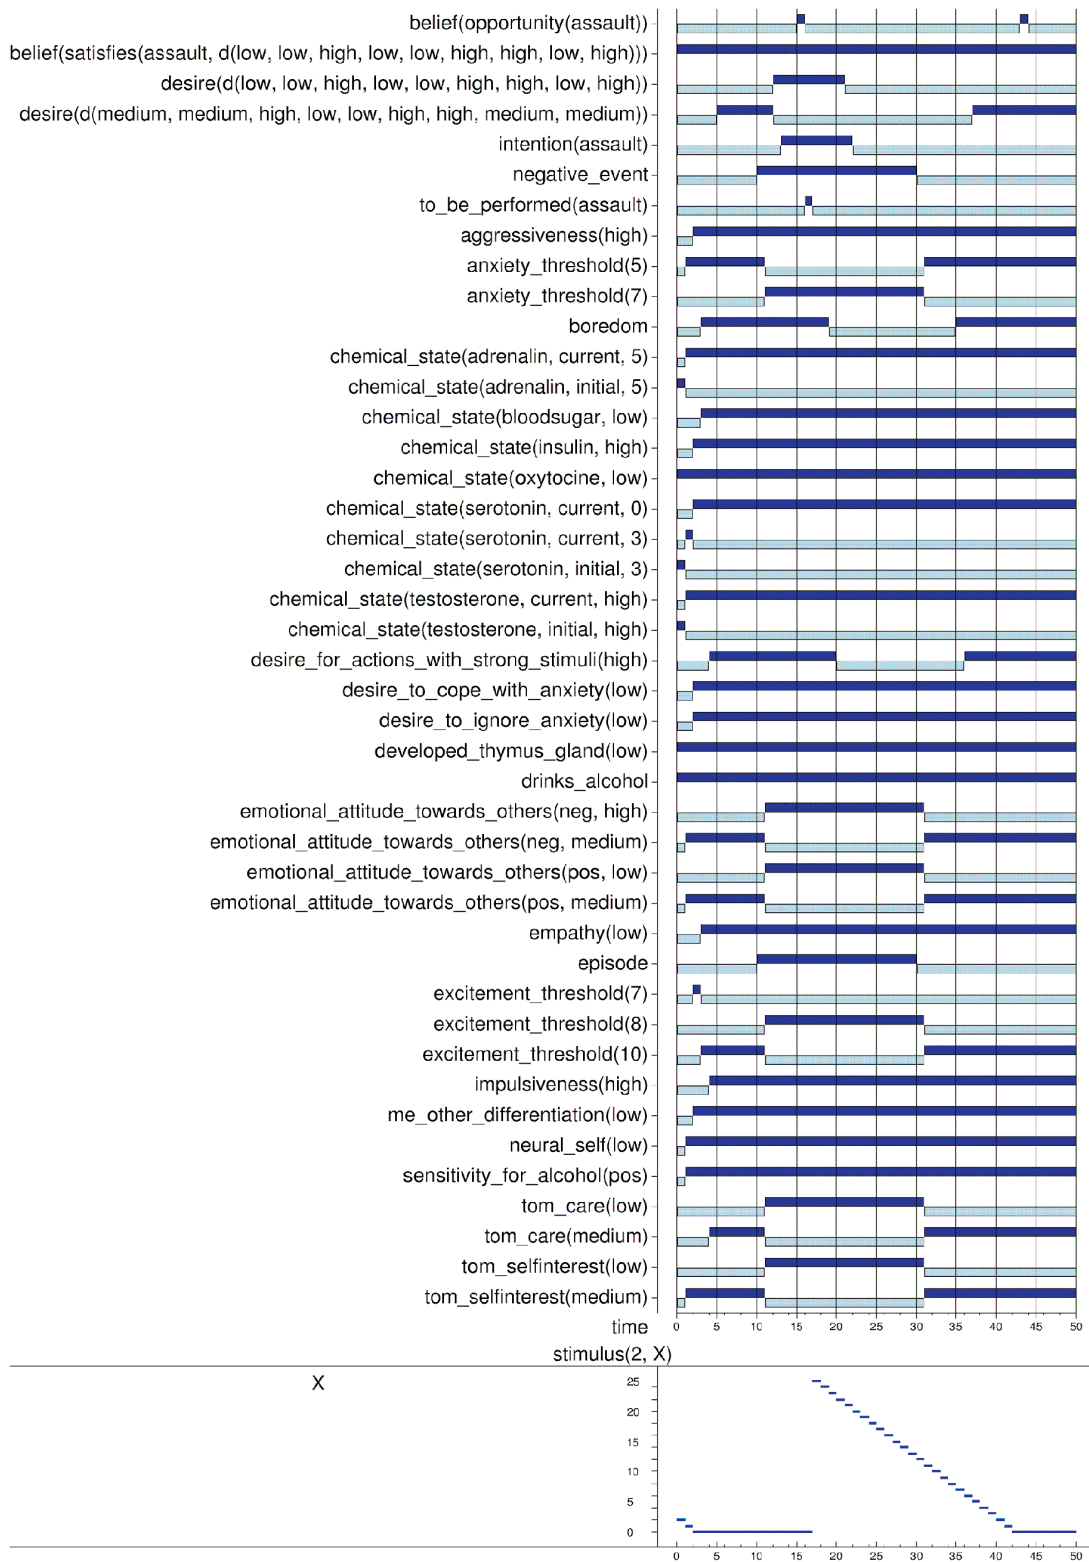 belief(opportunity(assault))
belief(satisfies(assault, d(low, low, high, low, low, high, high, low, high)))
desire(d(low, low, high, low, low, high, high, low, high))
desire(d(medium, medium, high, low, low, high, high, medium, medium))
intention(assault)
negative_event
to_be_performed(assault)
aggressiveness(high)
anxiety_threshold(5)
anxiety_threshold(7)
boredom
chemical_state(adrenalin, current, 5)
chemical_state(adrenalin, initial, 5)
chemical_state(bloodsugar, low)
chemical_state(insulin, high)
chemical_state(oxytocine, low)
chemical_state(serotonin, current, 0)
chemical_state(serotonin, current, 3)
chemical_state(serotonin, initial, 3)
chemical_state(testosterone, current, high)
chemical_state(testosterone, initial, high)
desire_for_actions_with_strong_stimuli(high)
desire_to_cope_with_anxiety(low)
desire_to_ignore_anxiety(low)
developed_thymus_gland(low)
drinks_alcohol
emotional_attitude_towards_others(neg, high)
emotional_attitude_towards_others(neg, medium)
emotional_attitude_towards_others(pos, low)
emotional_attitude_towards_others(pos, medium)
empathy(low)
episode
excitement_threshold(7)
excitement_threshold(8)
excitement_threshold(10)
impulsiveness(high)
me_other_differentiation(low)
neural_self(low)
sensitivity_for_alcohol(pos)
tom_care(low)
tom_care(medium)
tom_selfinterest(low)
tom_selfinterest(medium)
time 0 5 10 15 20 25 30 35 40 45 50
stimulus(2, X)
X
25
20
15
10
5
0
0 5 10 15 20 25 30 35 40 45 50